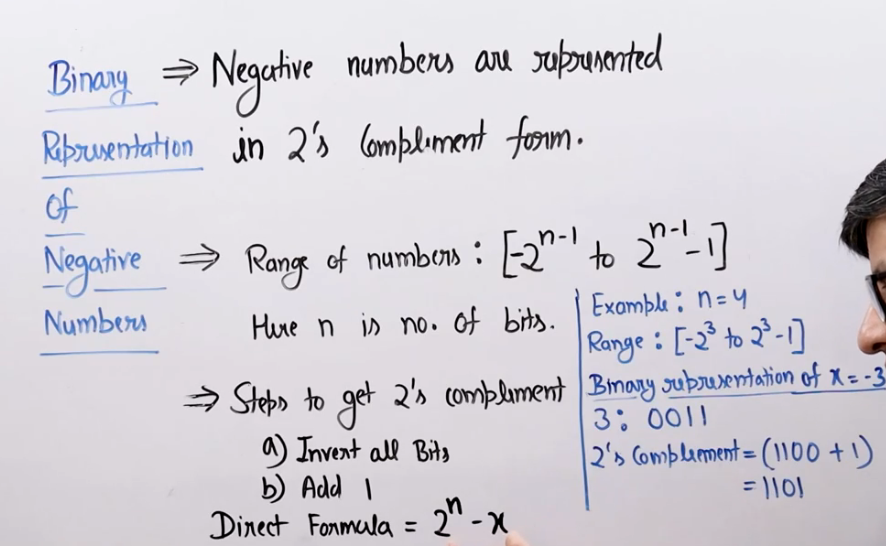 Binary
Representation
Of
Negative
Numbers
⇒ Negative numbers are represented
in 2's Compliment form.
⇒ Range of numbers : [-2^{n-1} to 2^{n-1}-1]
Here n is no. of bits.
⇒ Steps to get 2's compliment
a) Invert all Bits
b) Add 1
Direct Formula = 2^n - x
Example : n = 4
Range : [-2^3 to 2^3-1]
Binary representation of x = -3
3: 0011
2's Complement = (1100 + 1)
= 1101